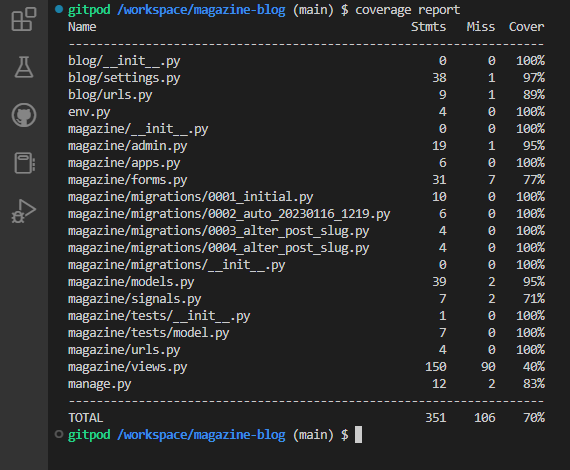 gitpod /workspace/magazine-blog (main) $ coverage report
Name Stmts Miss Cover
---------------------------------------------------------------
blog/__init__.py 0 0 100%
blog/settings.py 38 1 97%
blog/urls.py 9 1 89%
env.py 4 0 100%
magazine/__init__.py 0 0 100%
magazine/admin.py 19 1 95%
magazine/apps.py 6 0 100%
magazine/forms.py 31 7 77%
magazine/migrations/0001_initial.py 10 0 100%
magazine/migrations/0002_auto_20230116_1219.py 6 0 100%
magazine/migrations/0003_alter_post_slug.py 4 0 100%
magazine/migrations/0004_alter_post_slug.py 4 0 100%
magazine/migrations/__init__.py 0 0 100%
magazine/models.py 39 2 95%
magazine/signals.py 7 2 71%
magazine/tests/__init__.py 1 0 100%
magazine/tests/model.py 7 0 100%
magazine/urls.py 4 0 100%
magazine/views.py 150 90 40%
manage.py 12 2 83%
---------------------------------------------------------------
TOTAL 351 106 70%
gitpod /workspace/magazine-blog (main) $